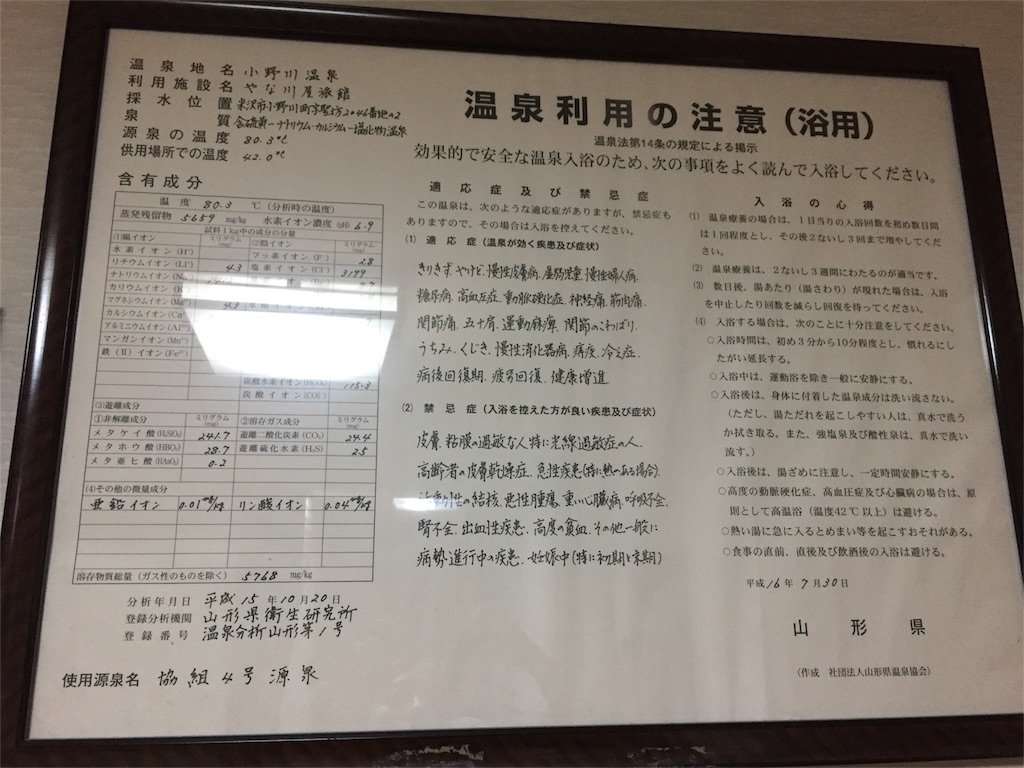 温泉利用の注意（浴用）
温泉法第14条の規定による掲示
効果的で安全な温泉入浴のため、次の事項をよく読んで入浴してください。
温泉地名 小野川温泉
利用施設名 やな川屋旅館
採水位置 米沢市小野川町字聖坊2046番地の2
泉質 含硫黄ーナトリウム-カルシウムー塩化物温泉
源泉の温度 80.3℃
供用場所での温度 42.0℃
含有成分
温度 80.3 ℃(分析時の温度)
蒸発残留物 5659 mg/kg 水素イオン濃度(pH) 6.9
試料1kg中の成分の分量
(1)陽イオン ミリグラム(mg) (2)陰イオン ミリグラム(mg)
水素イオン(H⁺) フッ素イオン(F⁻) 2.8
リチウムイオン(Li⁺) 4.3 塩素イオン(Cl⁻) 3199
ナトリウムイオン(Na
カリウムイオン(K
マグネシウムイオン(Mg
カルシウムイオン(Ca
アルミニウムイオン(Al³⁺)
マンガンイオン(Mn²⁺)
鉄(II)イオン(Fe²⁺)
炭酸水素イオン 115.3
炭酸イオン
(3)遊離成分
①非解離成分 ミリグラム(mg) ②溶存ガス成分 ミリグラム(mg)
メタケイ酸(H₂SiO₃) 241.7 遊離二酸化炭素(CO₂) 24.4
メタホウ酸(HBO₂) 28.7 遊離硫化水素(H₂S) 2.5
メタ亜ヒ酸(HAsO₂) 0.2
(4)その他の微量成分
亜鉛イオン 0.01mg/kg リン酸イオン 0.04mg/kg
溶存物質総量(ガス性のものを除く) 5768 mg/kg
分析年月日 平成15年10月20日
登録分析機関 山形県衛生研究所
登録番号 温泉分析山形第1号
使用源泉名 協組4号源泉
適応症及び禁忌症
この温泉は、次のような適応症がありますが、禁忌症も
ありますので、その場合は入浴を控えてください。
(1) 適応症(温泉が効く疾患及び症状)
きりきず. やけど. 慢性皮膚病. 虚弱児童. 慢性婦人病.
糖尿病. 高血圧症. 動脈硬化症. 神経痛. 筋肉痛.
関節痛. 五十肩. 運動麻痺. 関節のこわばり.
うちみ. くじき. 慢性消化器病. 痔疾. 冷え症.
病後回復期. 疲労回復. 健康増進
(2) 禁忌症(入浴を控えた方が良い疾患及び症状)
皮膚. 粘膜の過敏な人特に光線過敏症の人.
高齢者の皮膚乾燥症. 急性疾患(特に熱のある場合).
活動性の結核. 悪性腫瘍. 重い心臓病. 呼吸不全.
腎不全. 出血性疾患. 高度の貧血. その他一般に
病勢進行中の疾患. 妊娠中(特に初期と末期)
入浴の心得
(1) 温泉療養の場合は、1日当りの入浴回数を初め数日間
は1回程度とし、その後2ないし3回まで増やしてくだ
さい。
(2) 温泉療養は、2ないし3週間にわたるのが適当です。
(3) 数日後、湯あたり(湯さわり)が現れた場合は、入浴
を中止したり回数を減らし回復を待ってください。
(4) 入浴する場合は、次のことに十分注意をしてください。
○入浴時間は、初め3分から10分程度とし、慣れるにし
たがい延長する。
○入浴中は、運動浴を除き一般に安静にする。
○入浴後は、身体に付着した温泉成分は洗い流さない。
(ただし、湯ただれを起こしやすい人は、真水で洗う
か拭き取る。また、強塩泉及び酸性泉は、真水で洗い
流す。)
○入浴後は、湯ざめに注意し、一定時間安静にする。
○高度の動脈硬化症、高血圧症及び心臓病の場合は、原
則として高温浴(温度42℃以上)は避ける。
○熱い湯に急に入るとめまい等を起こすおそれがある。
○食事の直前、直後及び飲酒後の入浴は避ける。
平成16年7月30日
山形県
(作成 社団法人山形県温泉協会)